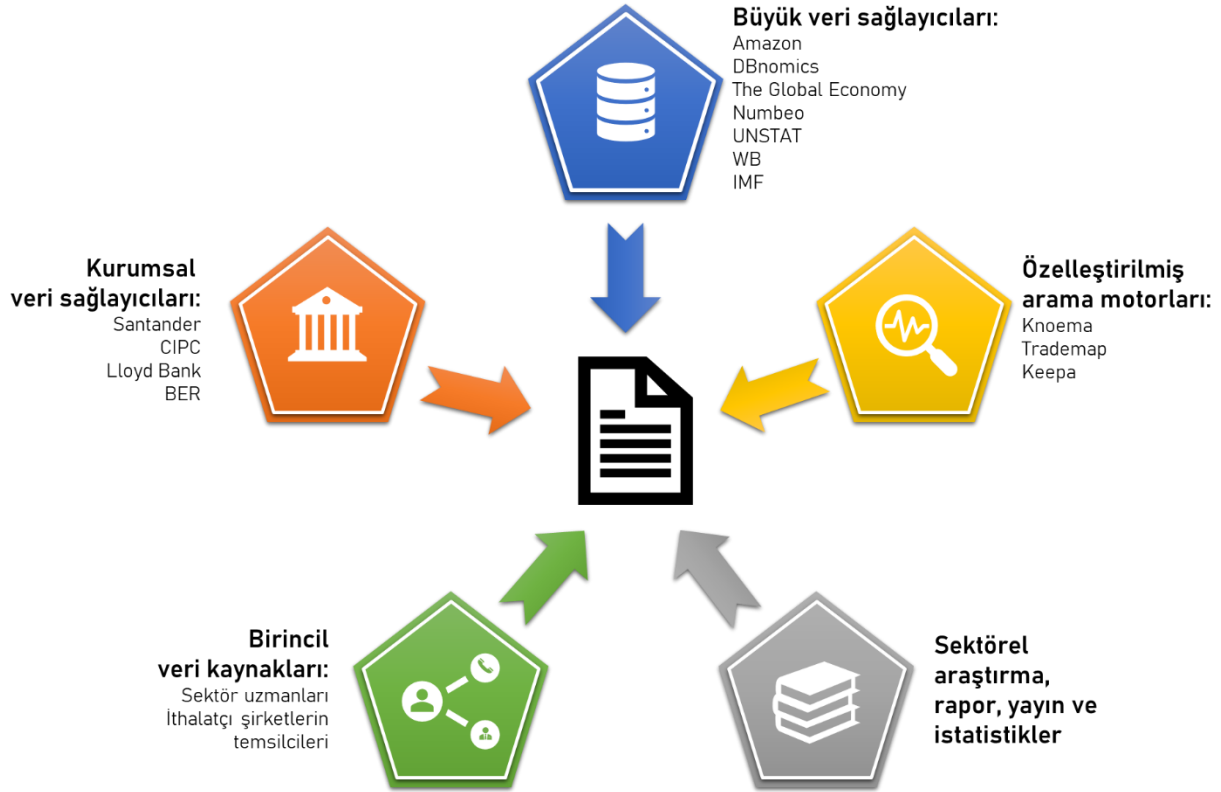 Büyük veri sağlayıcıları:
Amazon
DBnomics
The Global Economy
Numbeo
UNSTAT
WB
IMF
Kurumsal
veri sağlayıcıları:
Santander
CIPC
Lloyd Bank
BER
Özelleştirilmiş
arama motorları:
Knoema
Trademap
Keepa
Birincil
veri kaynakları:
Sektör uzmanları
İthalatçı şirketlerin
temsilcileri
Sektörel
araştırma,
rapor, yayın ve
istatistikler